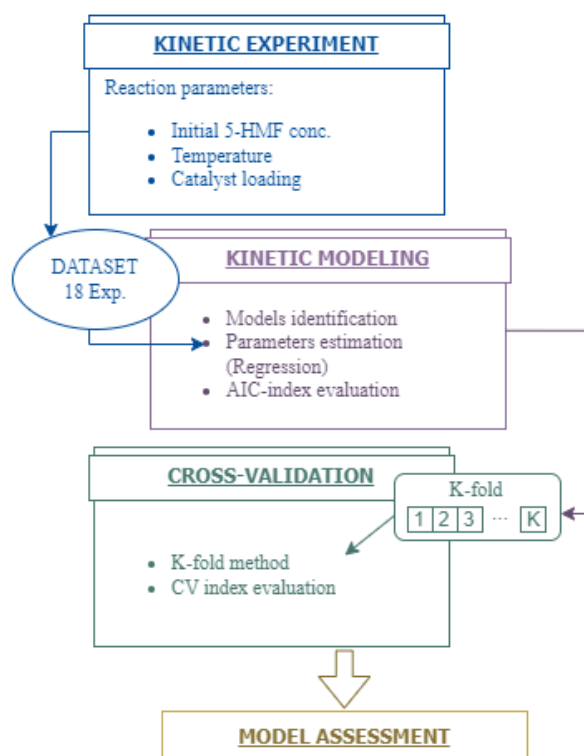 KINETIC EXPERIMENT
Reaction parameters:
• Initial 5-HMF conc.
• Temperature
• Catalyst loading
DATASET
18 Exp.
KINETIC MODELING
• Models identification
• Parameters estimation
(Regression)
• AIC-index evaluation
CROSS-VALIDATION
K-fold
1 2 3 ... K
• K-fold method
• CV index evaluation
MODEL ASSESSMENT